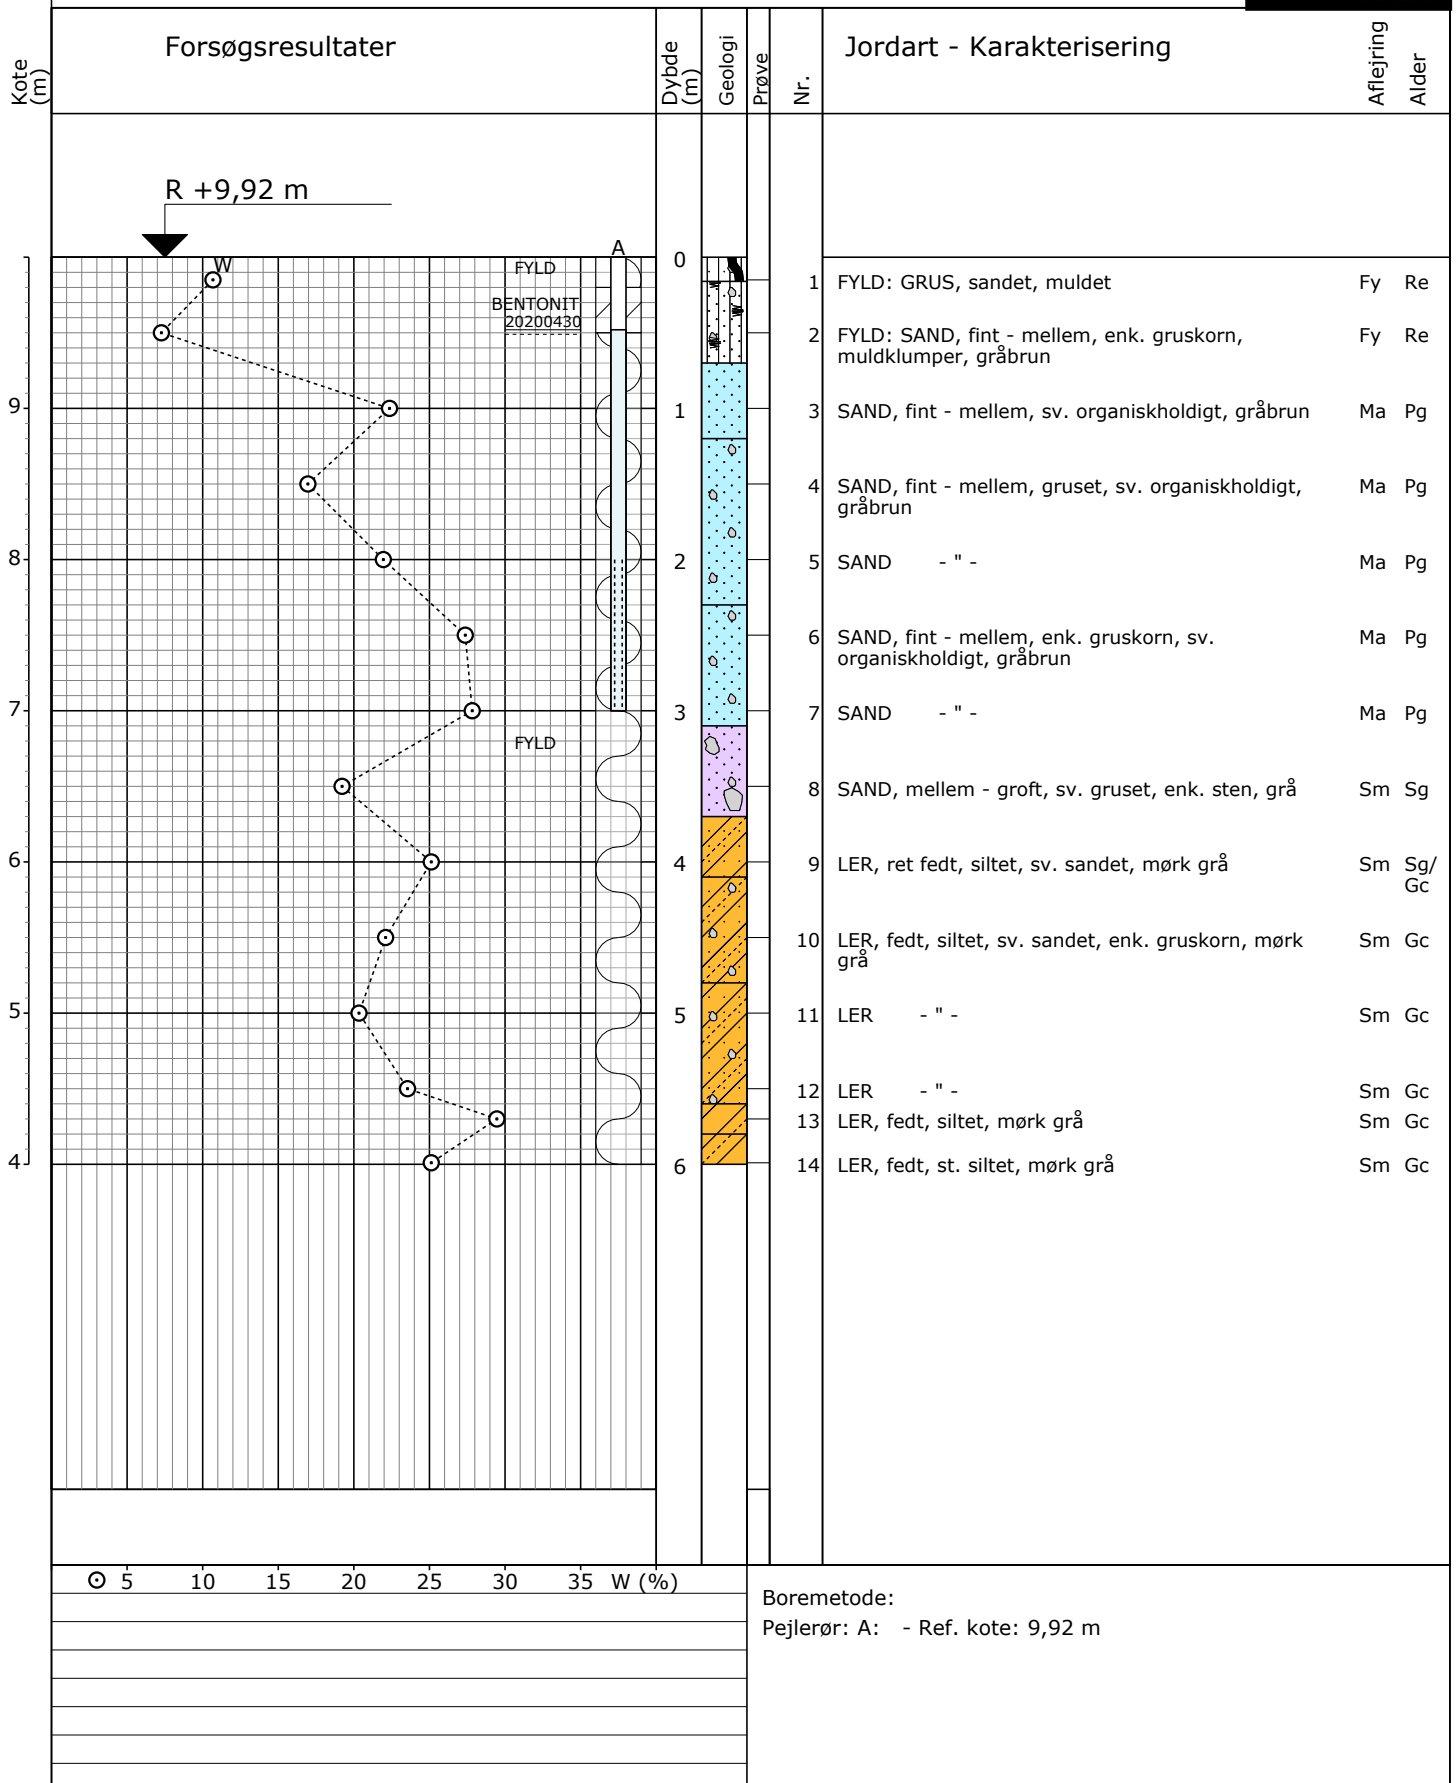 Kote
(m)
Forsøgsresultater
Dybde
(m)
Geologi
Prøve
Nr.
Jordart - Karakterisering
Aflejring
Alder
R +9,92 m
A
W
FYLD
BENTONIT
20200430
FYLD
9
8
7
6
5
4
0
1
2
3
4
5
6
1 FYLD: GRUS, sandet, muldet Fy Re
2 FYLD: SAND, fint - mellem, enk. gruskorn, Fy Re
muldklumper, gråbrun
3 SAND, fint - mellem, sv. organiskholdigt, gråbrun Ma Pg
4 SAND, fint - mellem, gruset, sv. organiskholdigt, Ma Pg
gråbrun
5 SAND - " - Ma Pg
6 SAND, fint - mellem, enk. gruskorn, sv. Ma Pg
organiskholdigt, gråbrun
7 SAND - " - Ma Pg
8 SAND, mellem - groft, sv. gruset, enk. sten, grå Sm Sg
9 LER, ret fedt, siltet, sv. sandet, mørk grå Sm Sg/
Gc
10 LER, fedt, siltet, sv. sandet, enk. gruskorn, mørk Sm Gc
grå
11 LER - " - Sm Gc
12 LER - " - Sm Gc
13 LER, fedt, siltet, mørk grå Sm Gc
14 LER, fedt, st. siltet, mørk grå Sm Gc
5 10 15 20 25 30 35 W (%)
Boremetode:
Pejlerør: A: - Ref. kote: 9,92 m